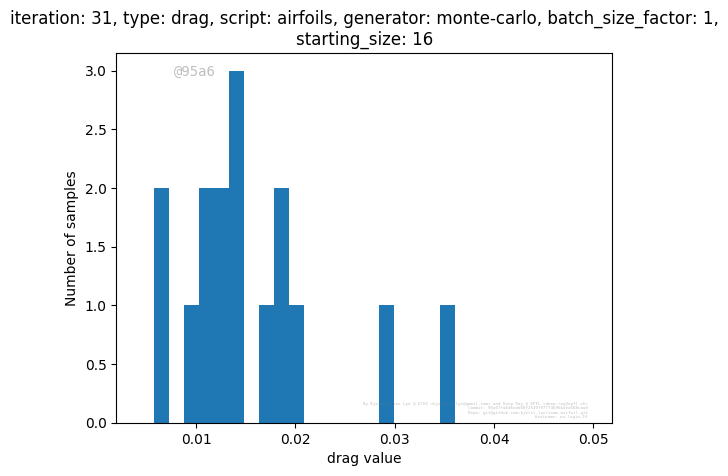 iteration: 31, type: drag, script: airfoils, generator: monte-carlo, batch_size_factor: 1,
starting_size: 16
@95a6
3.0
2.5
2.0
1.5
1.0
0.5
0.0
Number of samples
0.01
0.02
0.03
0.04
0.05
drag value